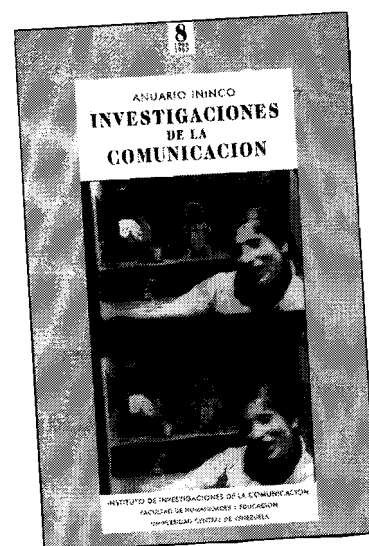 8
ANUARIO ININCO
INVESTIGACIONES
DE LA
COMUNICACION
INSTITUTO DE INVESTIGACIONES DE LA COMUNICACION
FACULTAD DE HUMANIDADES Y EDUCACION
UNIVERSIDAD CENTRAL DE VENEZUELA